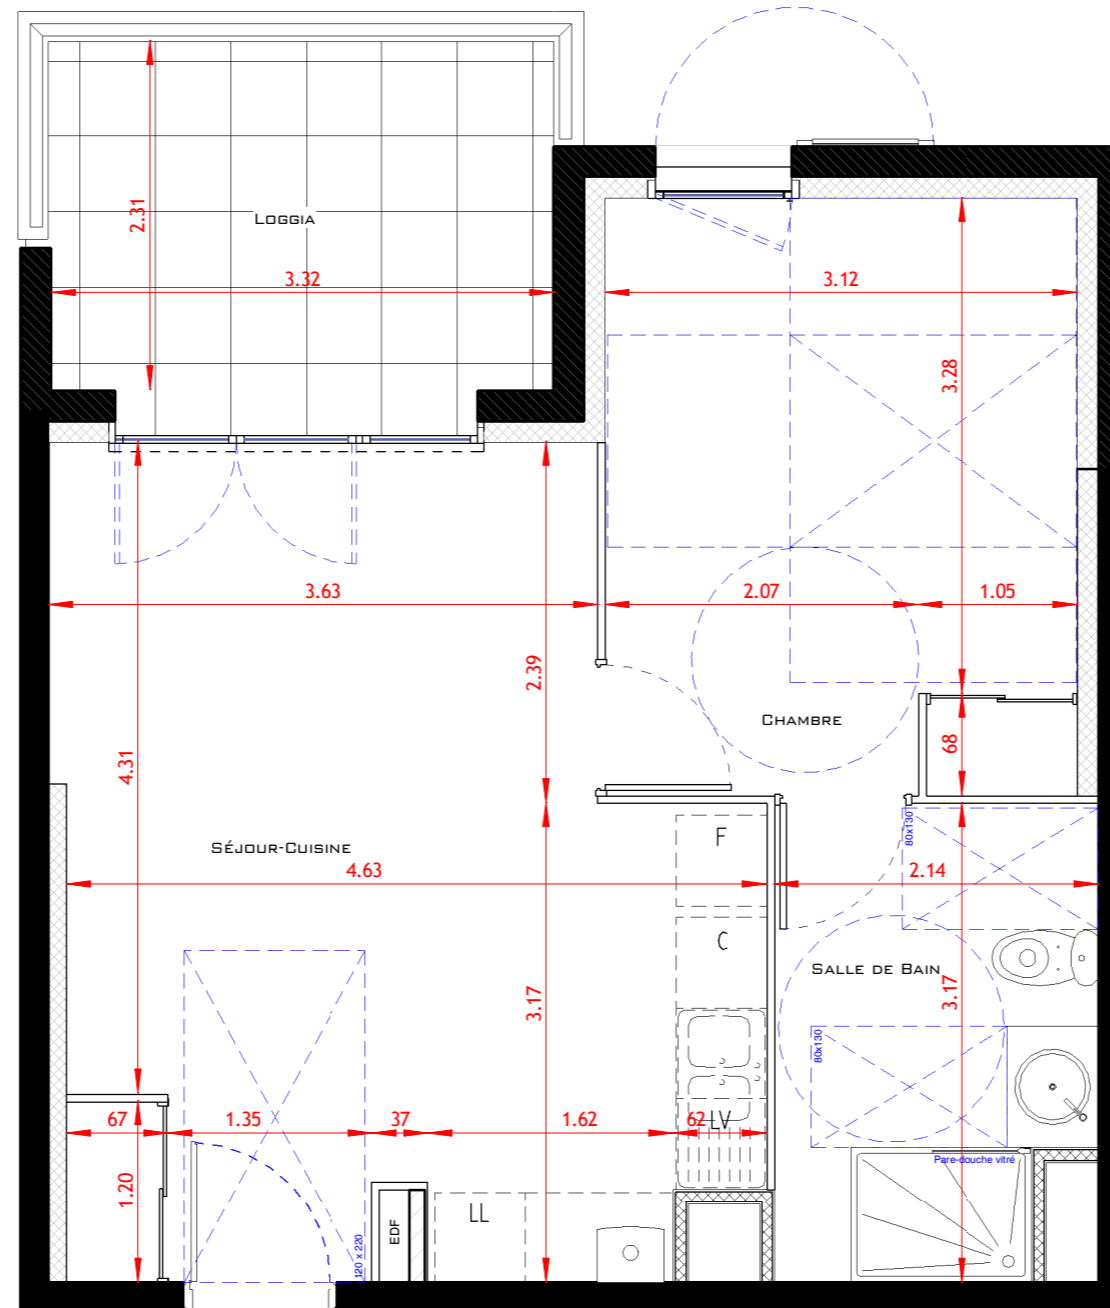 2.31
LOGGIA
3.32
3.12
3.28
3.63
2.07
1.05
2.39
CHAMBRE
68
4.31
SÉJOUR-CUISINE
F
80x130
4.63
2.14
C
SALLE DE BAIN
3.17
3.17
80x130
67
1.35
37
1.62
62
LV
Pare-douche vitré
1.20
EDF
LL
120 x 220